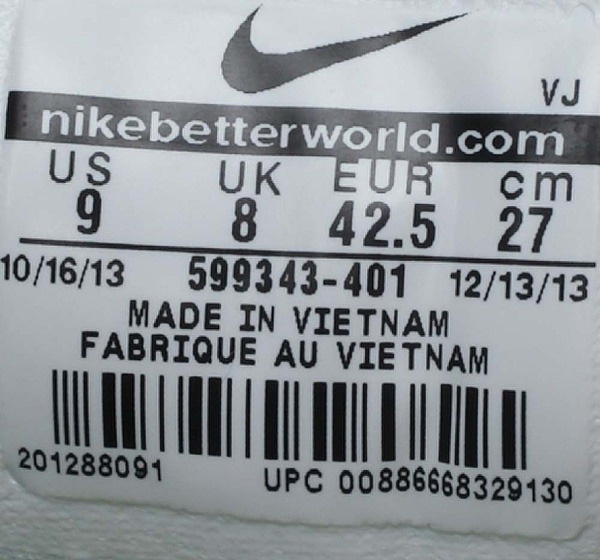 VJ
nikebetterworld.com
US UK EUR cm
9 8 42.5 27
10/16/13 599343-401 12/13/13
MADE IN VIETNAM
FABRIQUE AU VIETNAM
201288091 UPC 00886668329130